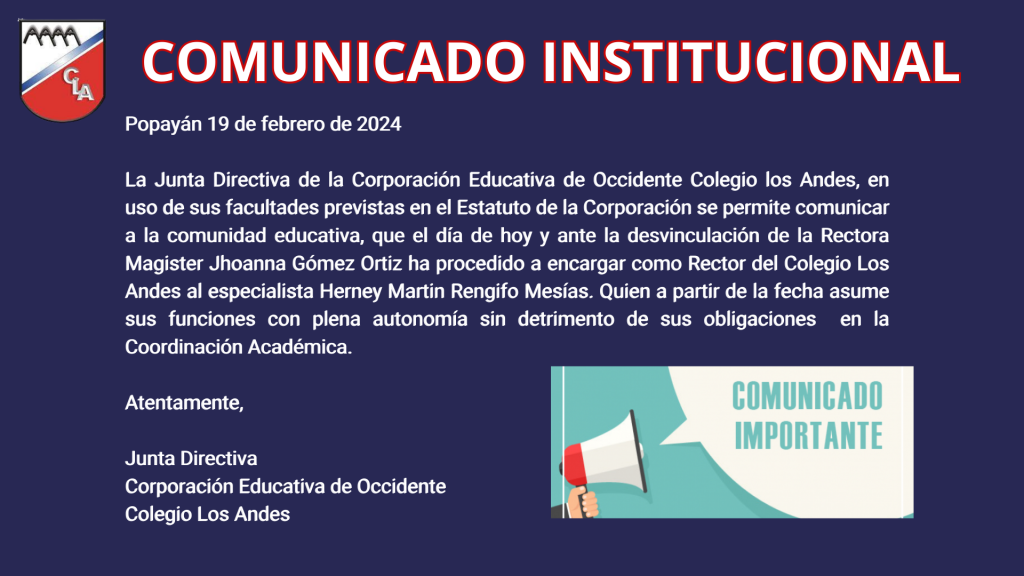 CLA
COMUNICADO INSTITUCIONAL
Popayán 19 de febrero de 2024
La Junta Directiva de la Corporación Educativa de Occidente Colegio los Andes, en
uso de sus facultades previstas en el Estatuto de la Corporación se permite comunicar
a la comunidad educativa, que el día de hoy y ante la desvinculación de la Rectora
Magister Jhoanna Gómez Ortiz ha procedido a encargar como Rector del Colegio Los
Andes al especialista Herney Martin Rengifo Mesías. Quien a partir de la fecha asume
sus funciones con plena autonomía sin detrimento de sus obligaciones en la
Coordinación Académica.
Atentamente,
Junta Directiva
Corporación Educativa de Occidente
Colegio Los Andes
COMUNICADO
IMPORTANTE